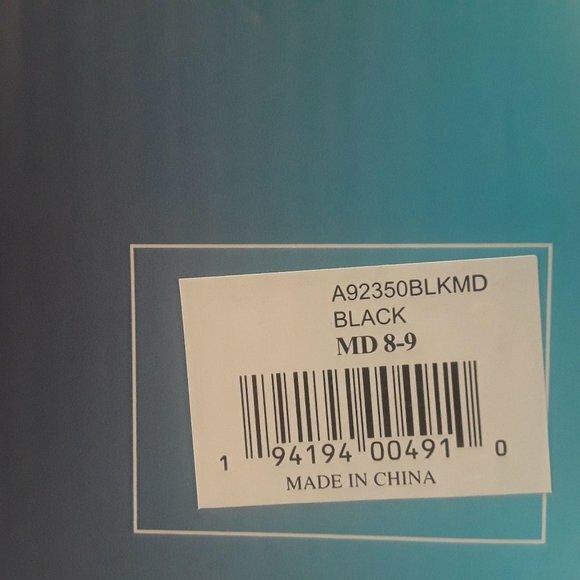 A92350BLKMD
BLACK
MD 8-9
1 94194 00491 0
MADE IN CHINA